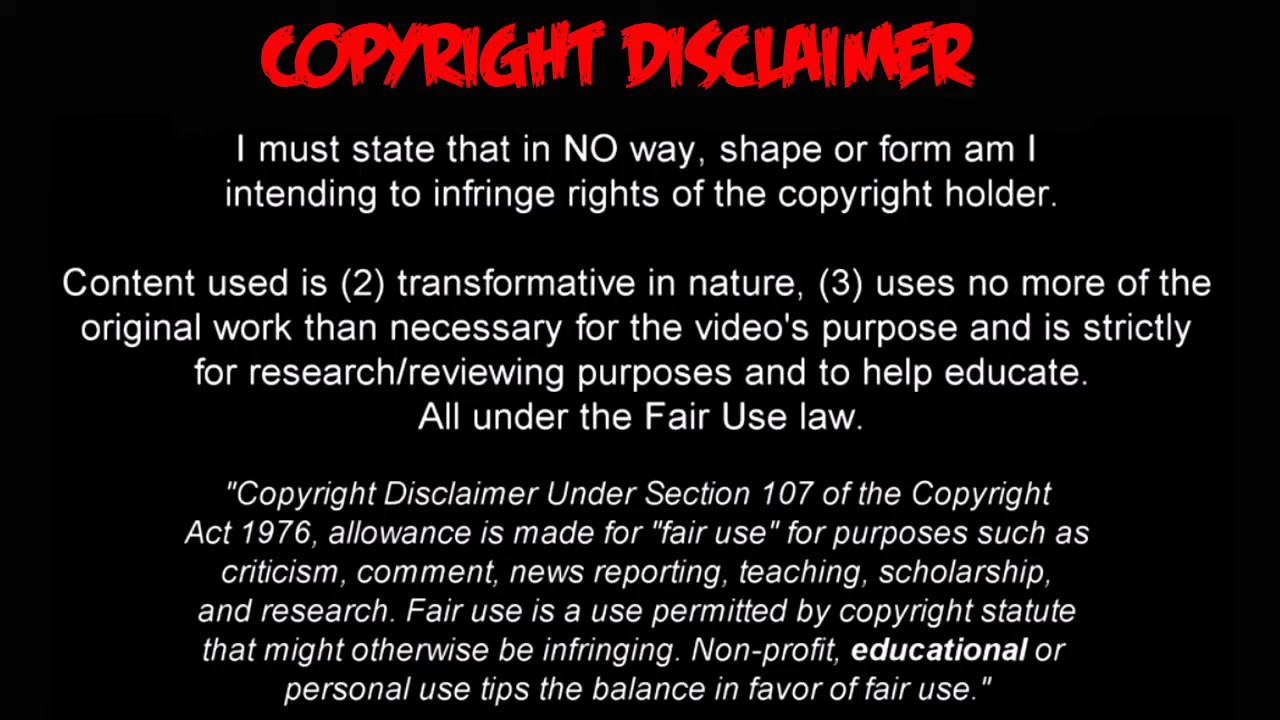 COPYRIGHT DISCLAIMER
I must state that in NO way, shape or form am I
intending to infringe rights of the copyright holder.
Content used is (2) transformative in nature, (3) uses no more of the
original work than necessary for the video's purpose and is strictly
for research/reviewing purposes and to help educate.
All under the Fair Use law.
"Copyright Disclaimer Under Section 107 of the Copyright
Act 1976, allowance is made for "fair use" for purposes such as
criticism, comment, news reporting, teaching, scholarship,
and research. Fair use is a use permitted by copyright statute
that might otherwise be infringing. Non-profit, educational or
personal use tips the balance in favor of fair use."